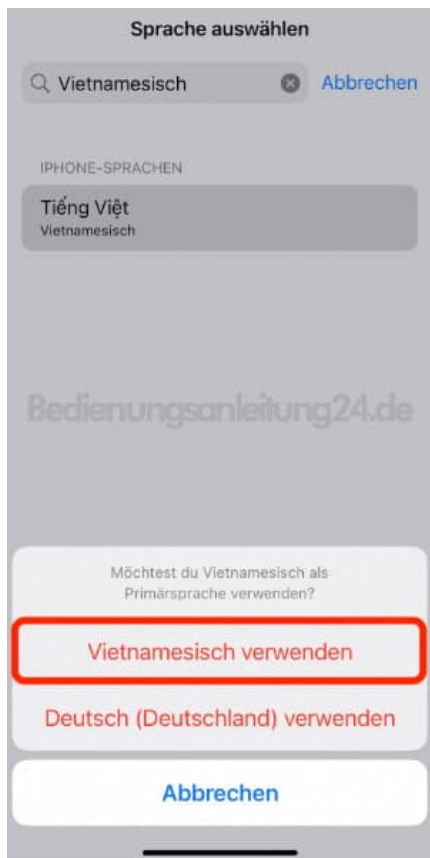 Sprache auswählen
Vietnamesisch Abbrechen
IPHONE-SPRACHEN
Tiếng Việt
Vietnamesisch
Bedienungsanleitung24.de
Möchtest du Vietnamesisch als
Primärsprache verwenden?
Vietnamesisch verwenden
Deutsch (Deutschland) verwenden
Abbrechen